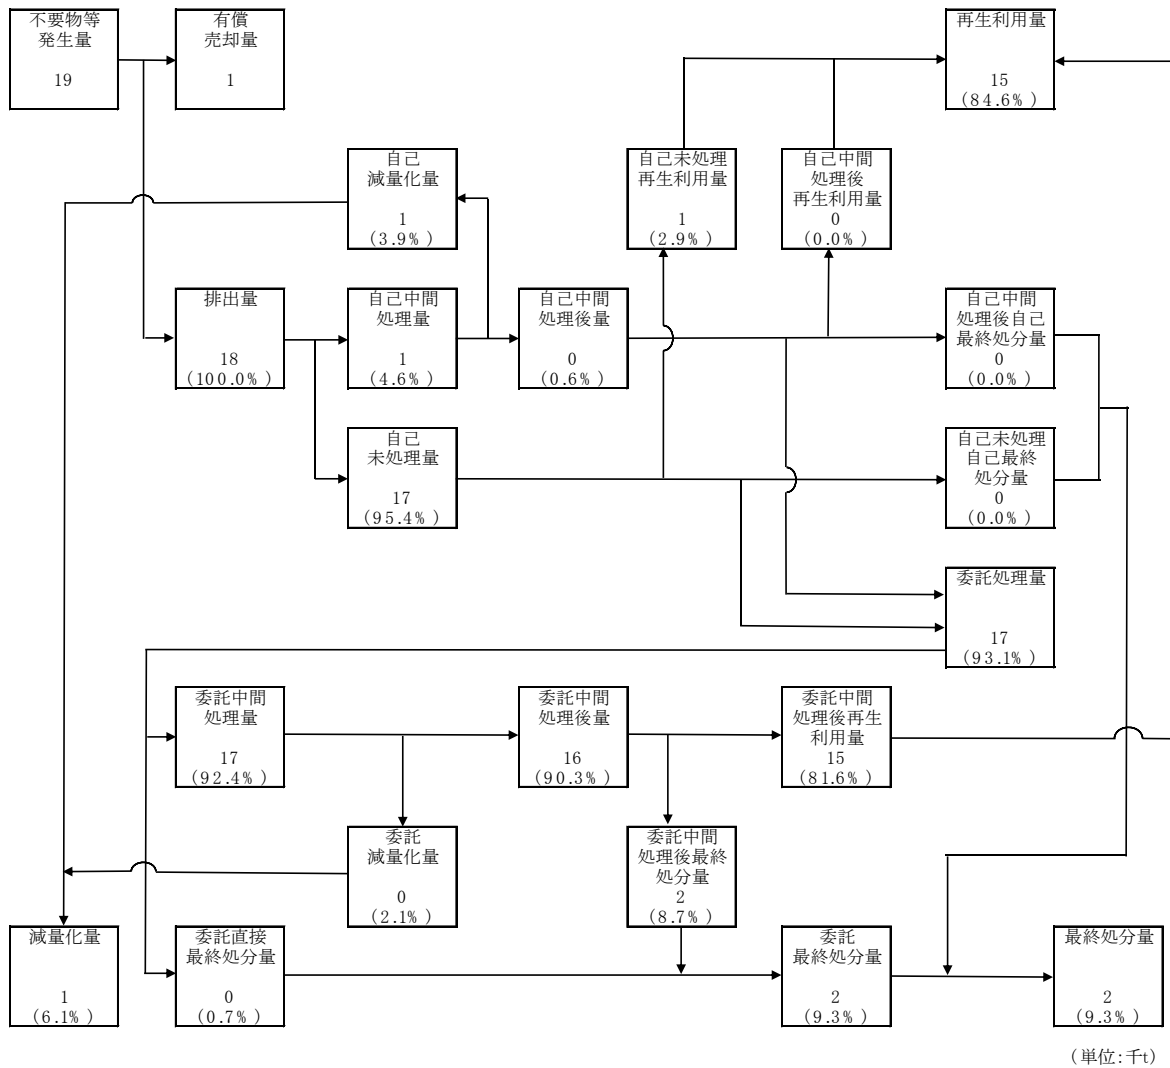 不要物等
発生量
19
有償
売却量
1
再生利用量
15
(84.6%)
自己
減量化量
1
(3.9%)
自己未処理
再生利用量
1
(2.9%)
自己中間
処理後
再生利用量
0
(0.0%)
排出量
18
(100.0%)
自己中間
処理量
1
(4.6%)
自己中間
処理後量
0
(0.6%)
自己中間
処理後自己
最終処分量
0
(0.0%)
自己
未処理量
17
(95.4%)
自己未処理
自己最終
処分量
0
(0.0%)
委託処理量
17
(93.1%)
委託中間
処理量
17
(92.4%)
委託中間
処理後量
16
(90.3%)
委託中間
処理後再生
利用量
15
(81.6%)
委託
減量化量
0
(2.1%)
委託中間
処理後最終
処分量
2
(8.7%)
減量化量
1
(6.1%)
委託直接
最終処分量
0
(0.7%)
委託
最終処分量
2
(9.3%)
最終処分量
2
(9.3%)
(単位:千t)